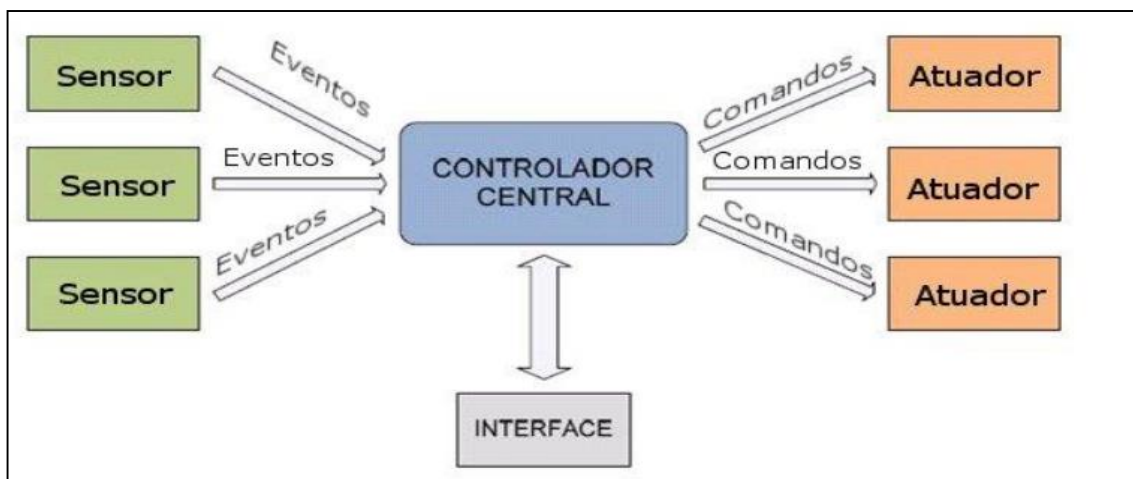 Sensor
Eventos
Comandos
Atuador
Sensor
Eventos
CONTROLADOR
CENTRAL
Comandos
Atuador
Sensor
Eventos
Comandos
Atuador
INTERFACE